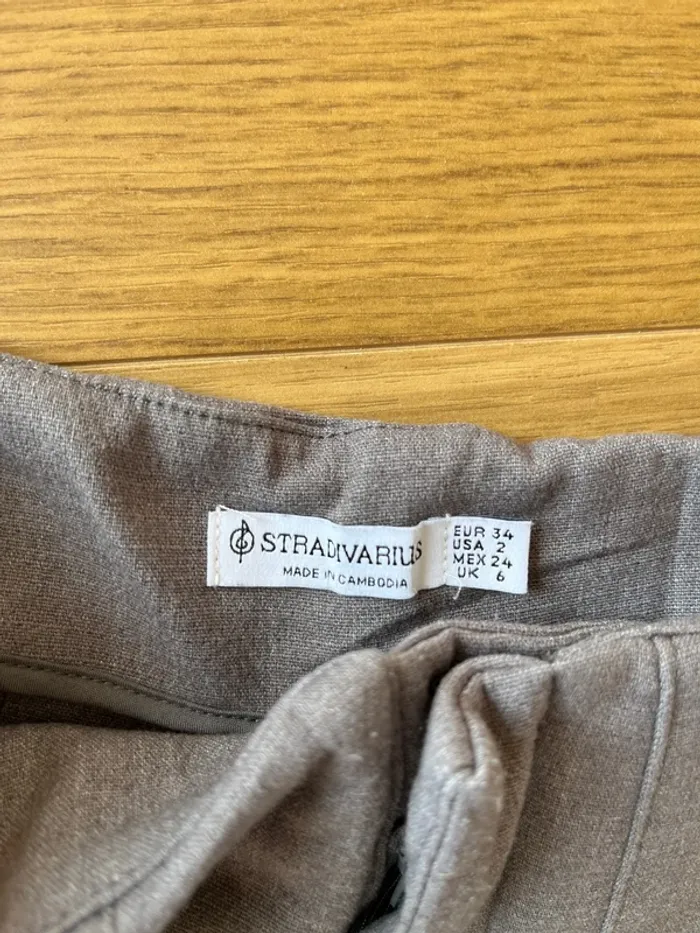 STRADIVARIUS
MADE IN CAMBODIA
EUR 34
USA 2
MEX 24
UK 6